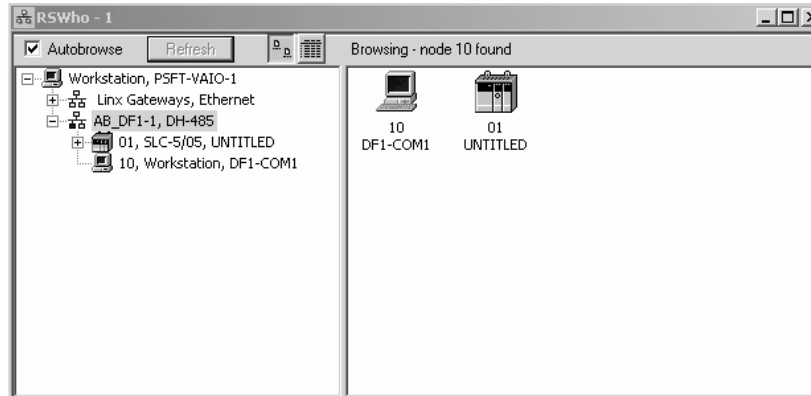 RSWho - 1
Autobrowse Refresh Browsing - node 10 found
Workstation, PSFT-VAIO-1
Linx Gateways, Ethernet
AB_DF1-1, DH-485
01, SLC-5/05, UNTITLED
10, Workstation, DF1-COM1
10
DF1-COM1
01
UNTITLED